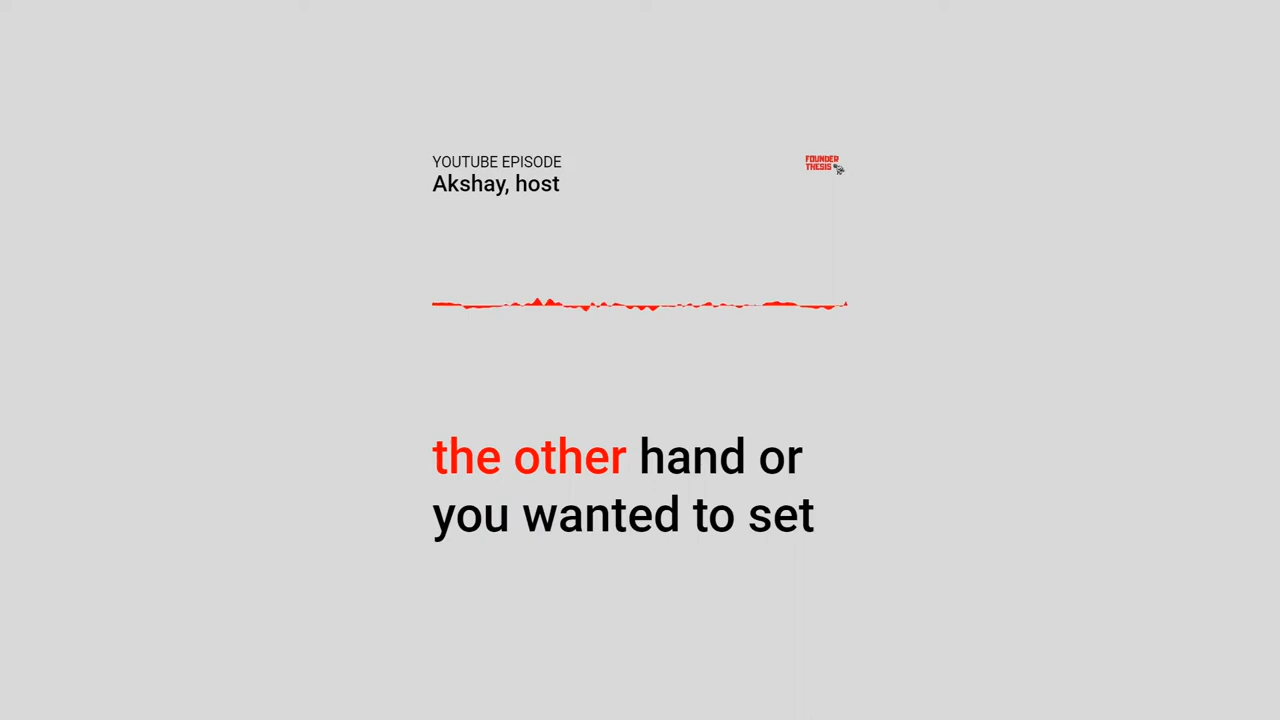 YOUTUBE EPISODE
Akshay, host
FOUNDER
THESIS
the other hand or
you wanted to set